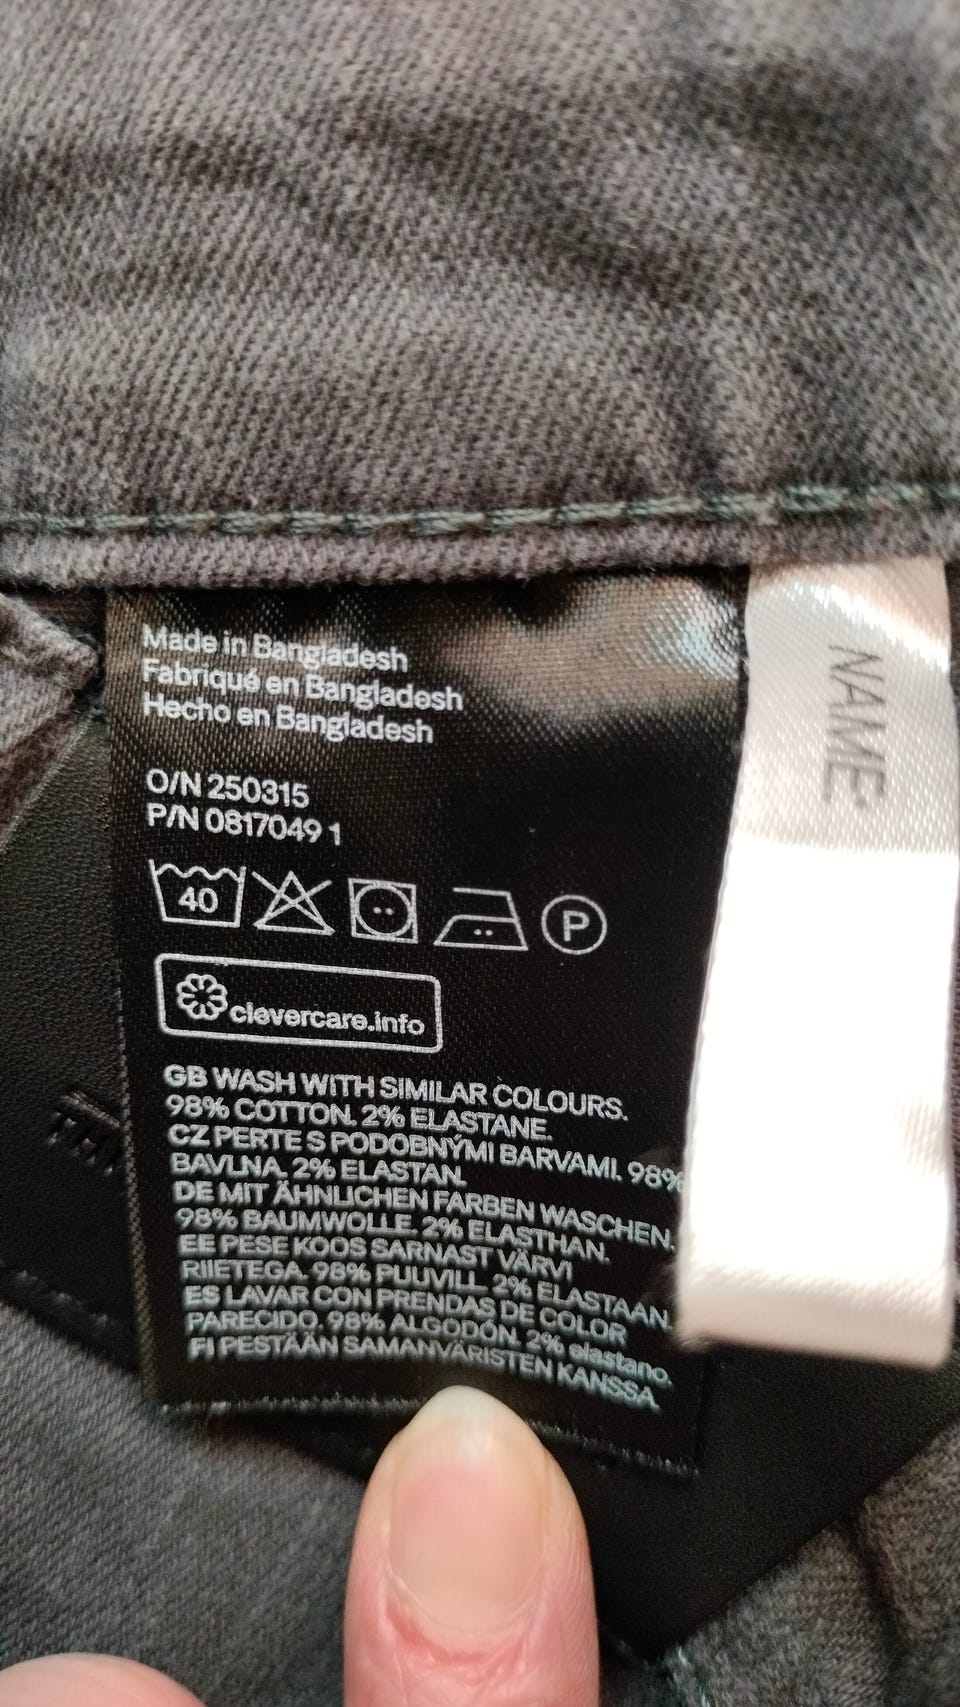 Made in Bangladesh
Fabriqué en Bangladesh
Hecho en Bangladesh
O/N 250315
P/N 0817049 1
40
P
clevercare.info
GB WASH WITH SIMILAR COLOURS.
98% COTTON. 2% ELASTANE.
CZ PERTE S PODOBNÝMI BARVAMI. 98%
BAVLNA. 2% ELASTAN.
DE MIT ÄHNLICHEN FARBEN WASCHEN.
98% BAUMWOLLE. 2% ELASTHAN.
EE PESE KOOS SARNAST VÄRVI
RIIETEGA. 98% PUUVILL. 2% ELASTAAN.
ES LAVAR CON PRENDAS DE COLOR
PARECIDO. 98% ALGODÓN. 2% elastano.
FI PESTÄÄN SAMANVÄRISTEN KANSSA.
NAME